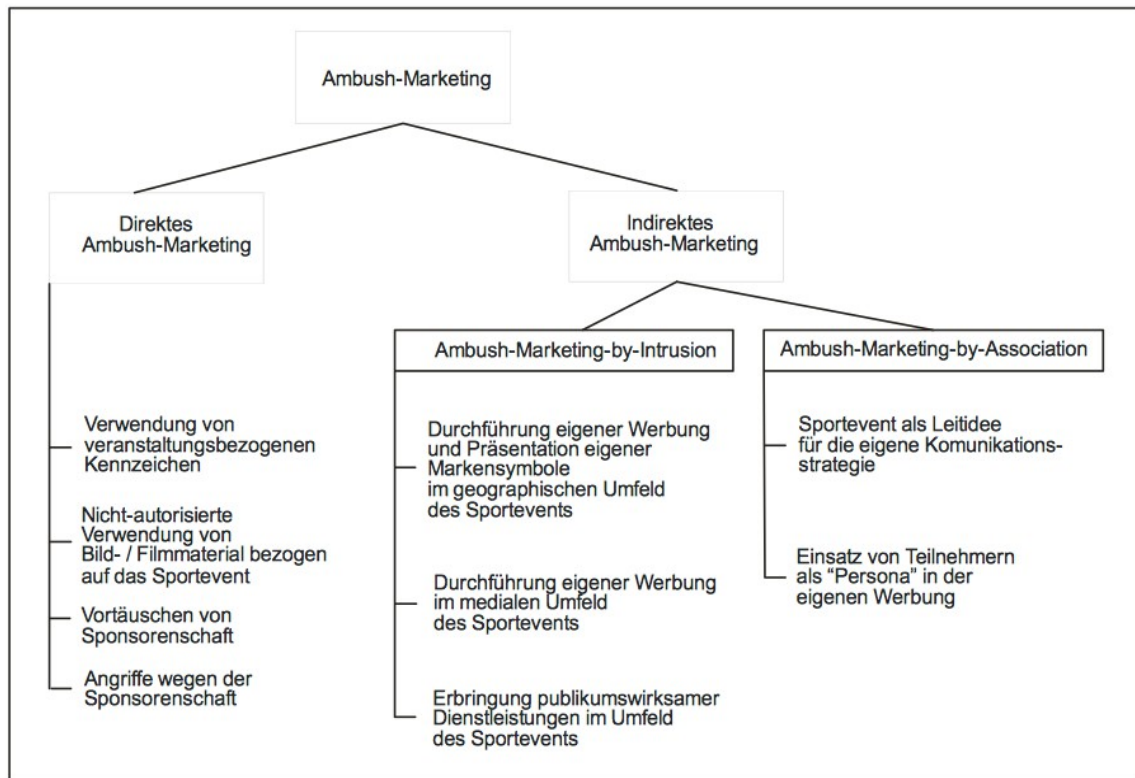 Ambush-Marketing
Direktes
Ambush-Marketing
Indirektes
Ambush-Marketing
Ambush-Marketing-by-Intrusion
Ambush-Marketing-by-Association
Verwendung von
veranstaltungsbezogenen
Kennzeichen
Nicht-autorisierte
Verwendung von
Bild- / Filmmaterial bezogen
auf das Sportevent
Vortäuschen von
Sponsorenschaft
Angriffe wegen der
Sponsorenschaft
Durchführung eigener Werbung
und Präsentation eigener
Markensymbole
im geographischen Umfeld
des Sportevents
Durchführung eigener Werbung
im medialen Umfeld
des Sportevents
Erbringung publikumswirksamer
Dienstleistungen im Umfeld
des Sportevents
Sportevent als Leitidee
für die eigene Komunikations-
strategie
Einsatz von Teilnehmern
als “Persona” in der
eigenen Werbung